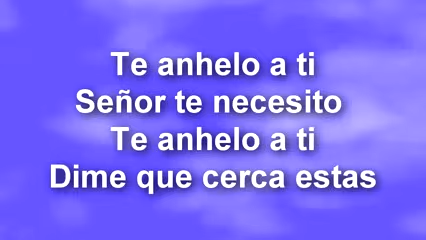 Te anhelo a ti
Señor te necesito
Te anhelo a ti
Dime que cerca estas